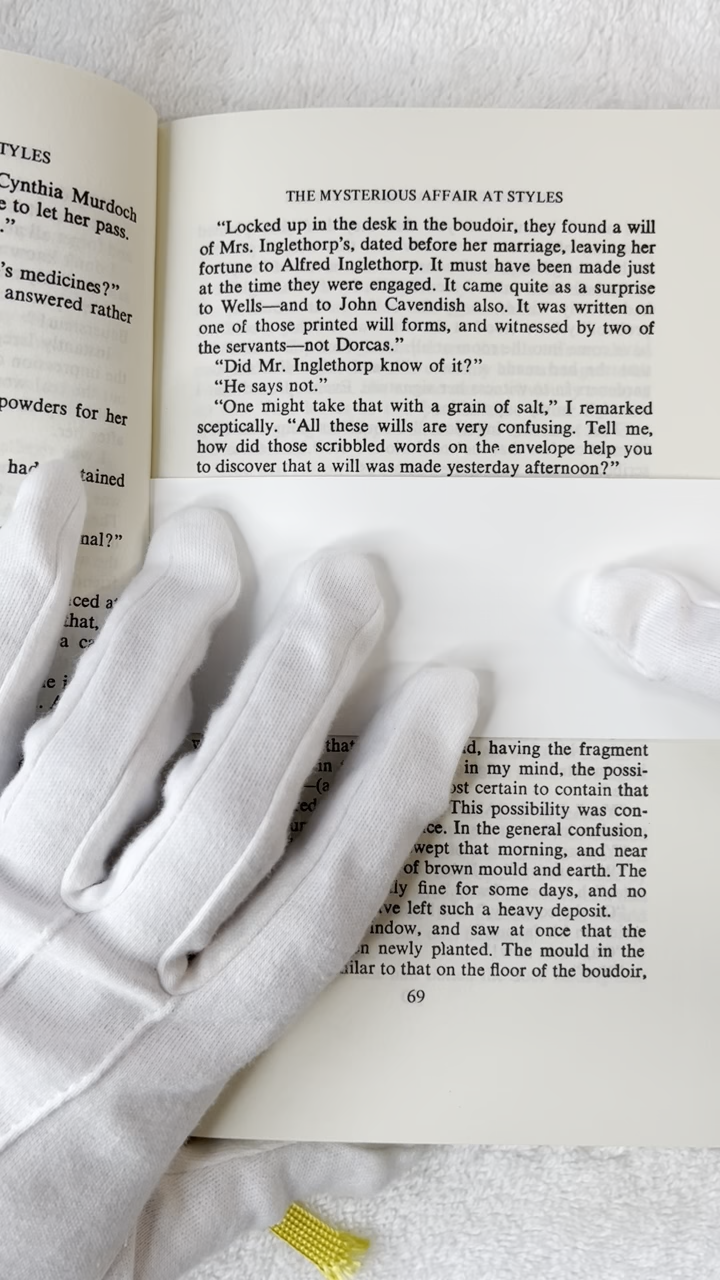 TYLES
Cynthia Murdoch
to let her pass.
medicines?”
answered rather
powders for her
tained
that,
a
THE MYSTERIOUS AFFAIR AT STYLES
“Locked up in the desk in the boudoir, they found a will
of Mrs. Inglethorp’s, dated before her marriage, leaving her
fortune to Alfred Inglethorp. It must have been made just
at the time they were engaged. It came quite as a surprise
to Wells—and to John Cavendish also. It was written on
one of those printed will forms, and witnessed by two of
the servants—not Dorcas.”
“Did Mr. Inglethorp know of it?”
“He says not.”
“One might take that with a grain of salt,” I remarked
sceptically. “All these wills are very confusing. Tell me,
how did those scribbled words on the envelope help you
to discover that a will was made yesterday afternoon?”
having the fragment
in my mind, the possi-
certain to contain that
This possibility was con-
In the general confusion,
that morning, and near
of brown mould and earth. The
fine for some days, and no
left such a heavy deposit.
and saw at once that the
newly planted. The mould in the
to that on the floor of the boudoir,
69